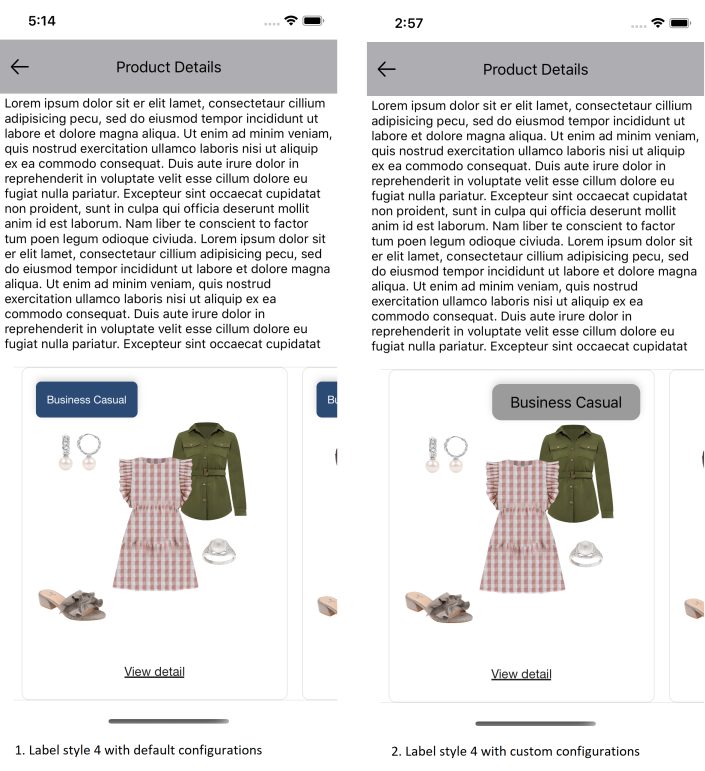 5:14
Product Details
Lorem ipsum dolor sit er elit lamet, consectetaur cillium
adipisicing pecu, sed do eiusmod tempor incididunt ut
labore et dolore magna aliqua. Ut enim ad minim veniam,
quis nostrud exercitation ullamco laboris nisi ut aliquip
ex ea commodo consequat. Duis aute irure dolor in
reprehenderit in voluptate velit esse cillum dolore eu
fugiat nulla pariatur. Excepteur sint occaecat cupidatat
non proident, sunt in culpa qui officia deserunt mollit
anim id est laborum. Nam liber te conscient to factor
tum poen legum odioque civiuda. Lorem ipsum dolor sit
er elit lamet, consectetaur cillium adipisicing pecu, sed
do eiusmod tempor incididunt ut labore et dolore magna
aliqua. Ut enim ad minim veniam, quis nostrud
exercitation ullamco laboris nisi ut aliquip ex ea
commodo consequat. Duis aute irure dolor in
reprehenderit in voluptate velit esse cillum dolore eu
fugiat nulla pariatur. Excepteur sint occaecat cupidatat
Business Casual
Bu
View detail
1. Label style 4 with default configurations
2:57
Product Details
Lorem ipsum dolor sit er elit lamet, consectetaur cillium
adipisicing pecu, sed do eiusmod tempor incididunt ut
labore et dolore magna aliqua. Ut enim ad minim veniam,
quis nostrud exercitation ullamco laboris nisi ut aliquip
ex ea commodo consequat. Duis aute irure dolor in
reprehenderit in voluptate velit esse cillum dolore eu
fugiat nulla pariatur. Excepteur sint occaecat cupidatat
non proident, sunt in culpa qui officia deserunt mollit
anim id est laborum. Nam liber te conscient to factor
tum poen legum odioque civiuda. Lorem ipsum dolor sit
er elit lamet, consectetaur cillium adipisicing pecu, sed
do eiusmod tempor incididunt ut labore et dolore magna
aliqua. Ut enim ad minim veniam, quis nostrud
exercitation ullamco laboris nisi ut aliquip ex ea
commodo consequat. Duis aute irure dolor in
reprehenderit in voluptate velit esse cillum dolore eu
fugiat nulla pariatur. Excepteur sint occaecat cupidatat
Business Casual
View detail
2. Label style 4 with custom configurations